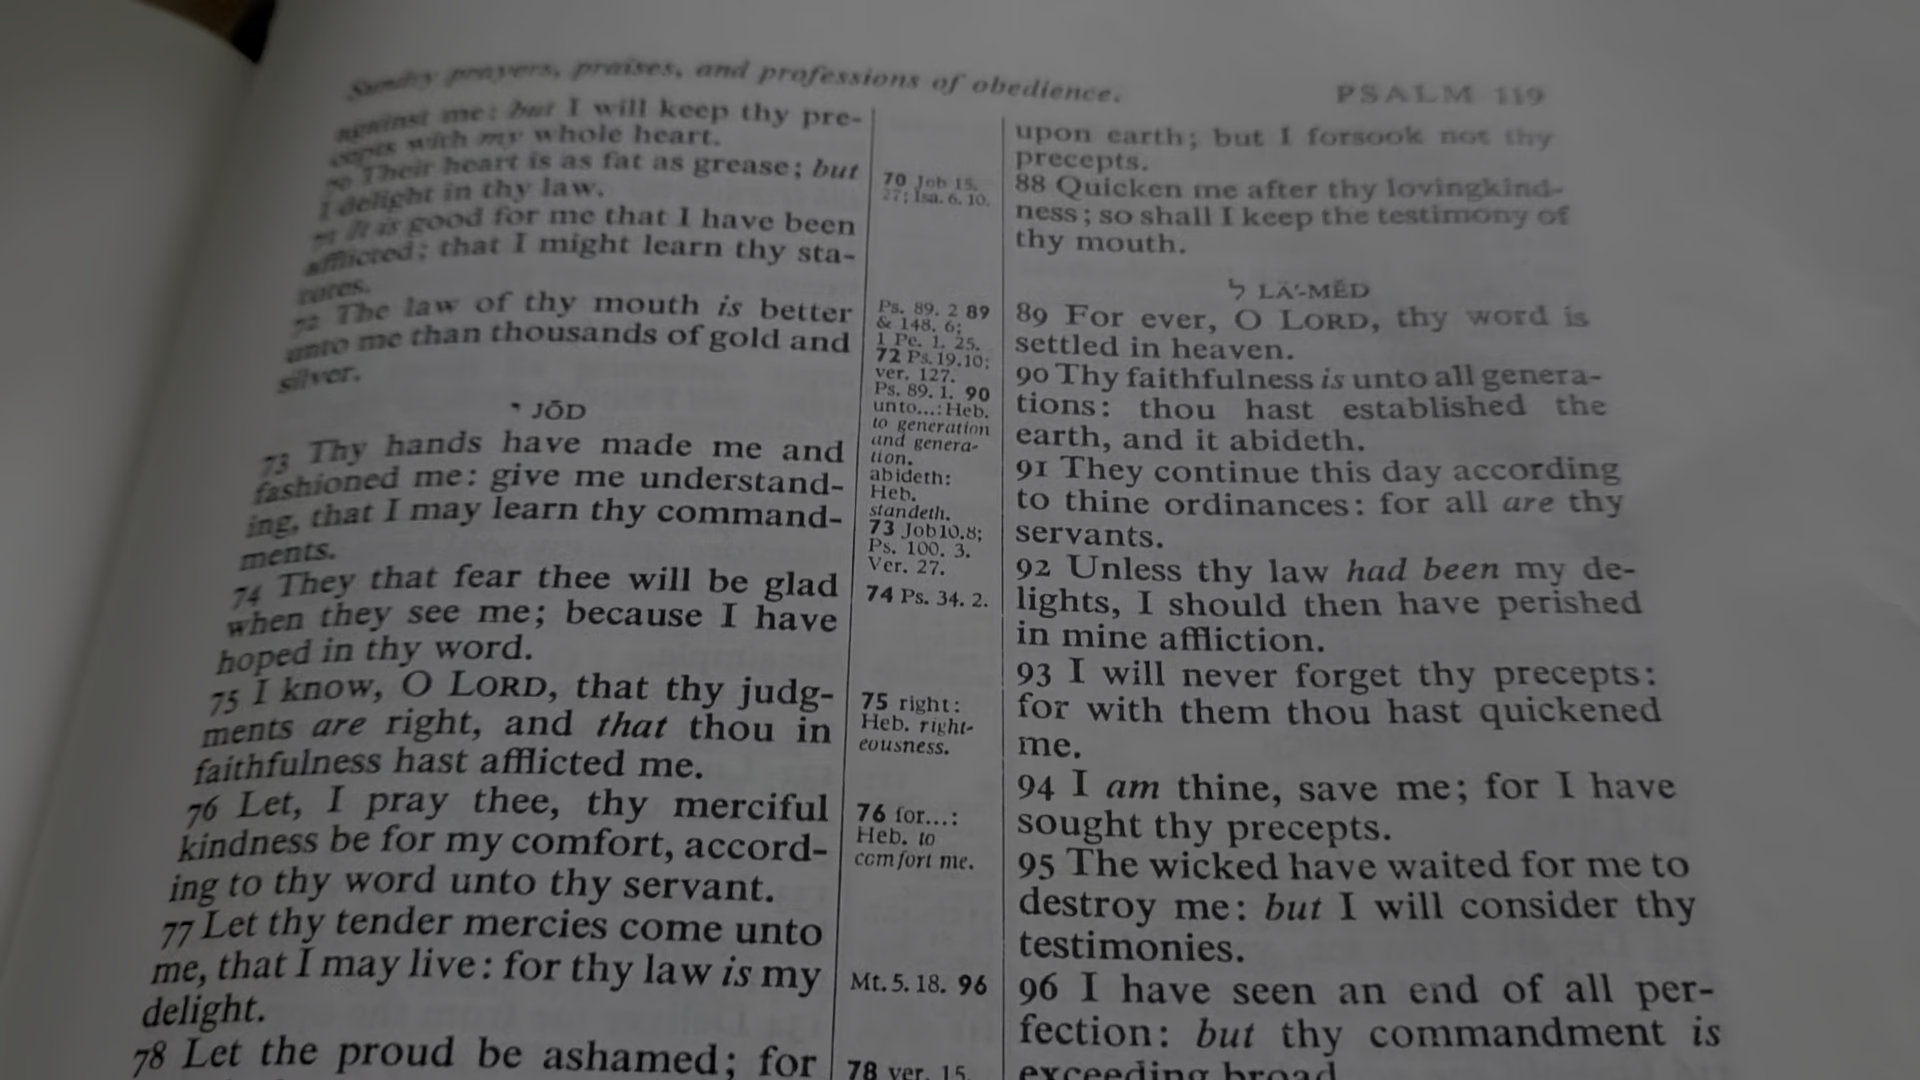 Sundry prayers, praises, and professions of obedience.
PSALM 119
against me: but I will keep thy pre-
cepts with my whole heart.
70 Their heart is as fat as grease; but
I delight in thy law.
71 It is good for me that I have been
afflicted; that I might learn thy sta-
tutes.
72 The law of thy mouth is better
unto me than thousands of gold and
silver.
י JŌD
73 Thy hands have made me and
fashioned me: give me understand-
ing, that I may learn thy command-
ments.
74 They that fear thee will be glad
when they see me; because I have
hoped in thy word.
75 I know, O LORD, that thy judg-
ments are right, and that thou in
faithfulness hast afflicted me.
76 Let, I pray thee, thy merciful
kindness be for my comfort, accord-
ing to thy word unto thy servant.
77 Let thy tender mercies come unto
me, that I may live: for thy law is my
delight.
78 Let the proud be ashamed; for
70 Job 15.
27; Isa. 6. 10.
Ps. 89. 2 89
& 148. 6;
1 Pe. 1. 25.
72 Ps. 19. 10;
ver. 127.
Ps. 89. 1. 90
unto...: Heb.
to generation
and genera-
tion.
abideth:
Heb.
standeth.
73 Job 10. 8;
Ps. 100. 3.
Ver. 27.
74 Ps. 34. 2.
75 right:
Heb. right-
eousness.
76 for...:
Heb. to
comfort me.
Mt. 5. 18. 96
78 ver. 15.
upon earth; but I forsook not thy
precepts.
88 Quicken me after thy lovingkind-
ness; so shall I keep the testimony of
thy mouth.
ל LÄ'-MĔD
89 For ever, O LORD, thy word is
settled in heaven.
90 Thy faithfulness is unto all genera-
tions: thou hast established the
earth, and it abideth.
91 They continue this day according
to thine ordinances: for all are thy
servants.
92 Unless thy law had been my de-
lights, I should then have perished
in mine affliction.
93 I will never forget thy precepts:
for with them thou hast quickened
me.
94 I am thine, save me; for I have
sought thy precepts.
95 The wicked have waited for me to
destroy me: but I will consider thy
testimonies.
96 I have seen an end of all per-
fection: but thy commandment is
exceeding broad.